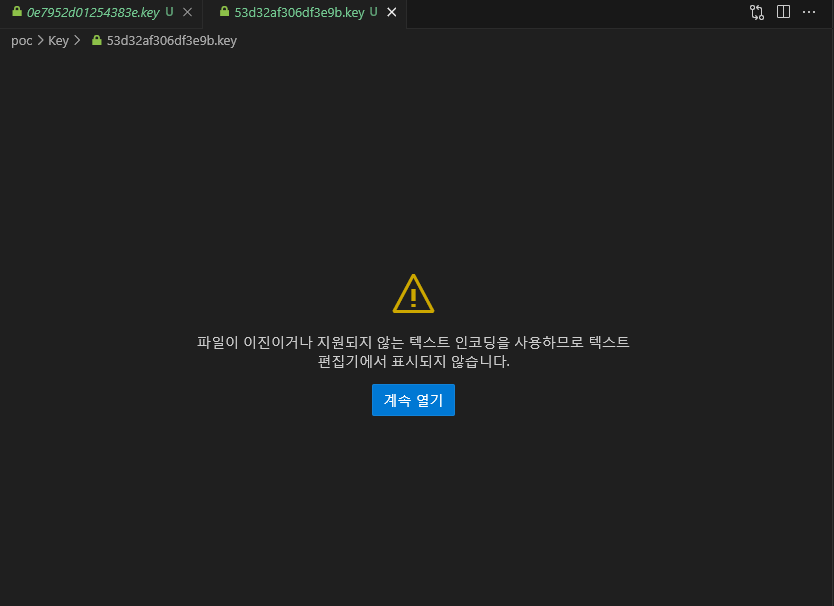 0e7952d01254383e.key U
53d32af306df3e9b.key U
poc > Key > 53d32af306df3e9b.key
파일이 이진이거나 지원되지 않는 텍스트 인코딩을 사용하므로 텍스트
편집기에서 표시되지 않습니다.
계속 열기